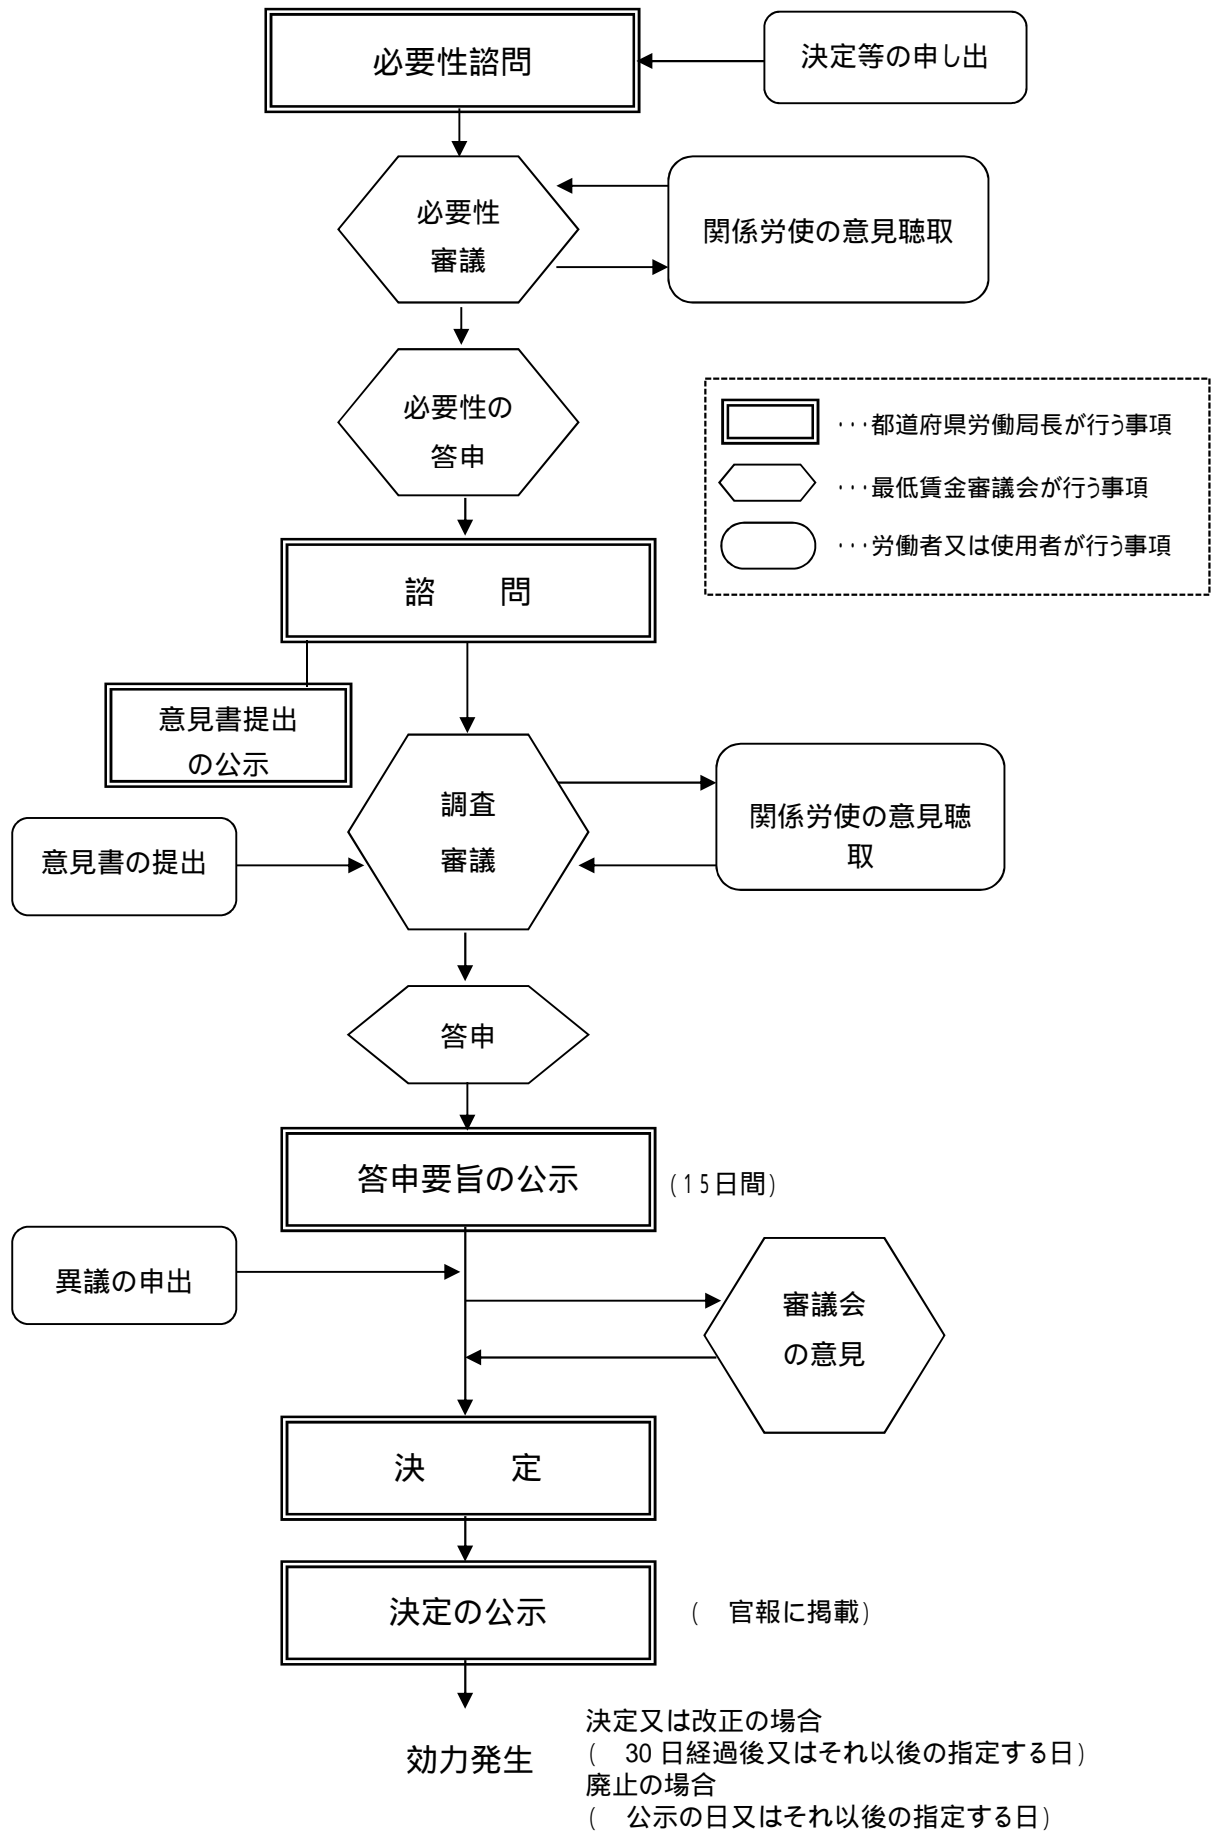 必要性諮問
決定等の申し出
必要性
審議
関係労使の意見聴取
必要性の
答申
･･･都道府県労働局長が行う事項
･･･最低賃金審議会が行う事項
･･･労働者又は使用者が行う事項
諮　　問
意見書提出
の公示
調査
審議
関係労使の意見聴
取
意見書の提出
答申
答申要旨の公示
(15日間)
異議の申出
審議会
の意見
決　　定
決定の公示
(　官報に掲載)
効力発生
決定又は改正の場合
(　30日経過後又はそれ以後の指定する日)
廃止の場合
(　公示の日又はそれ以後の指定する日)